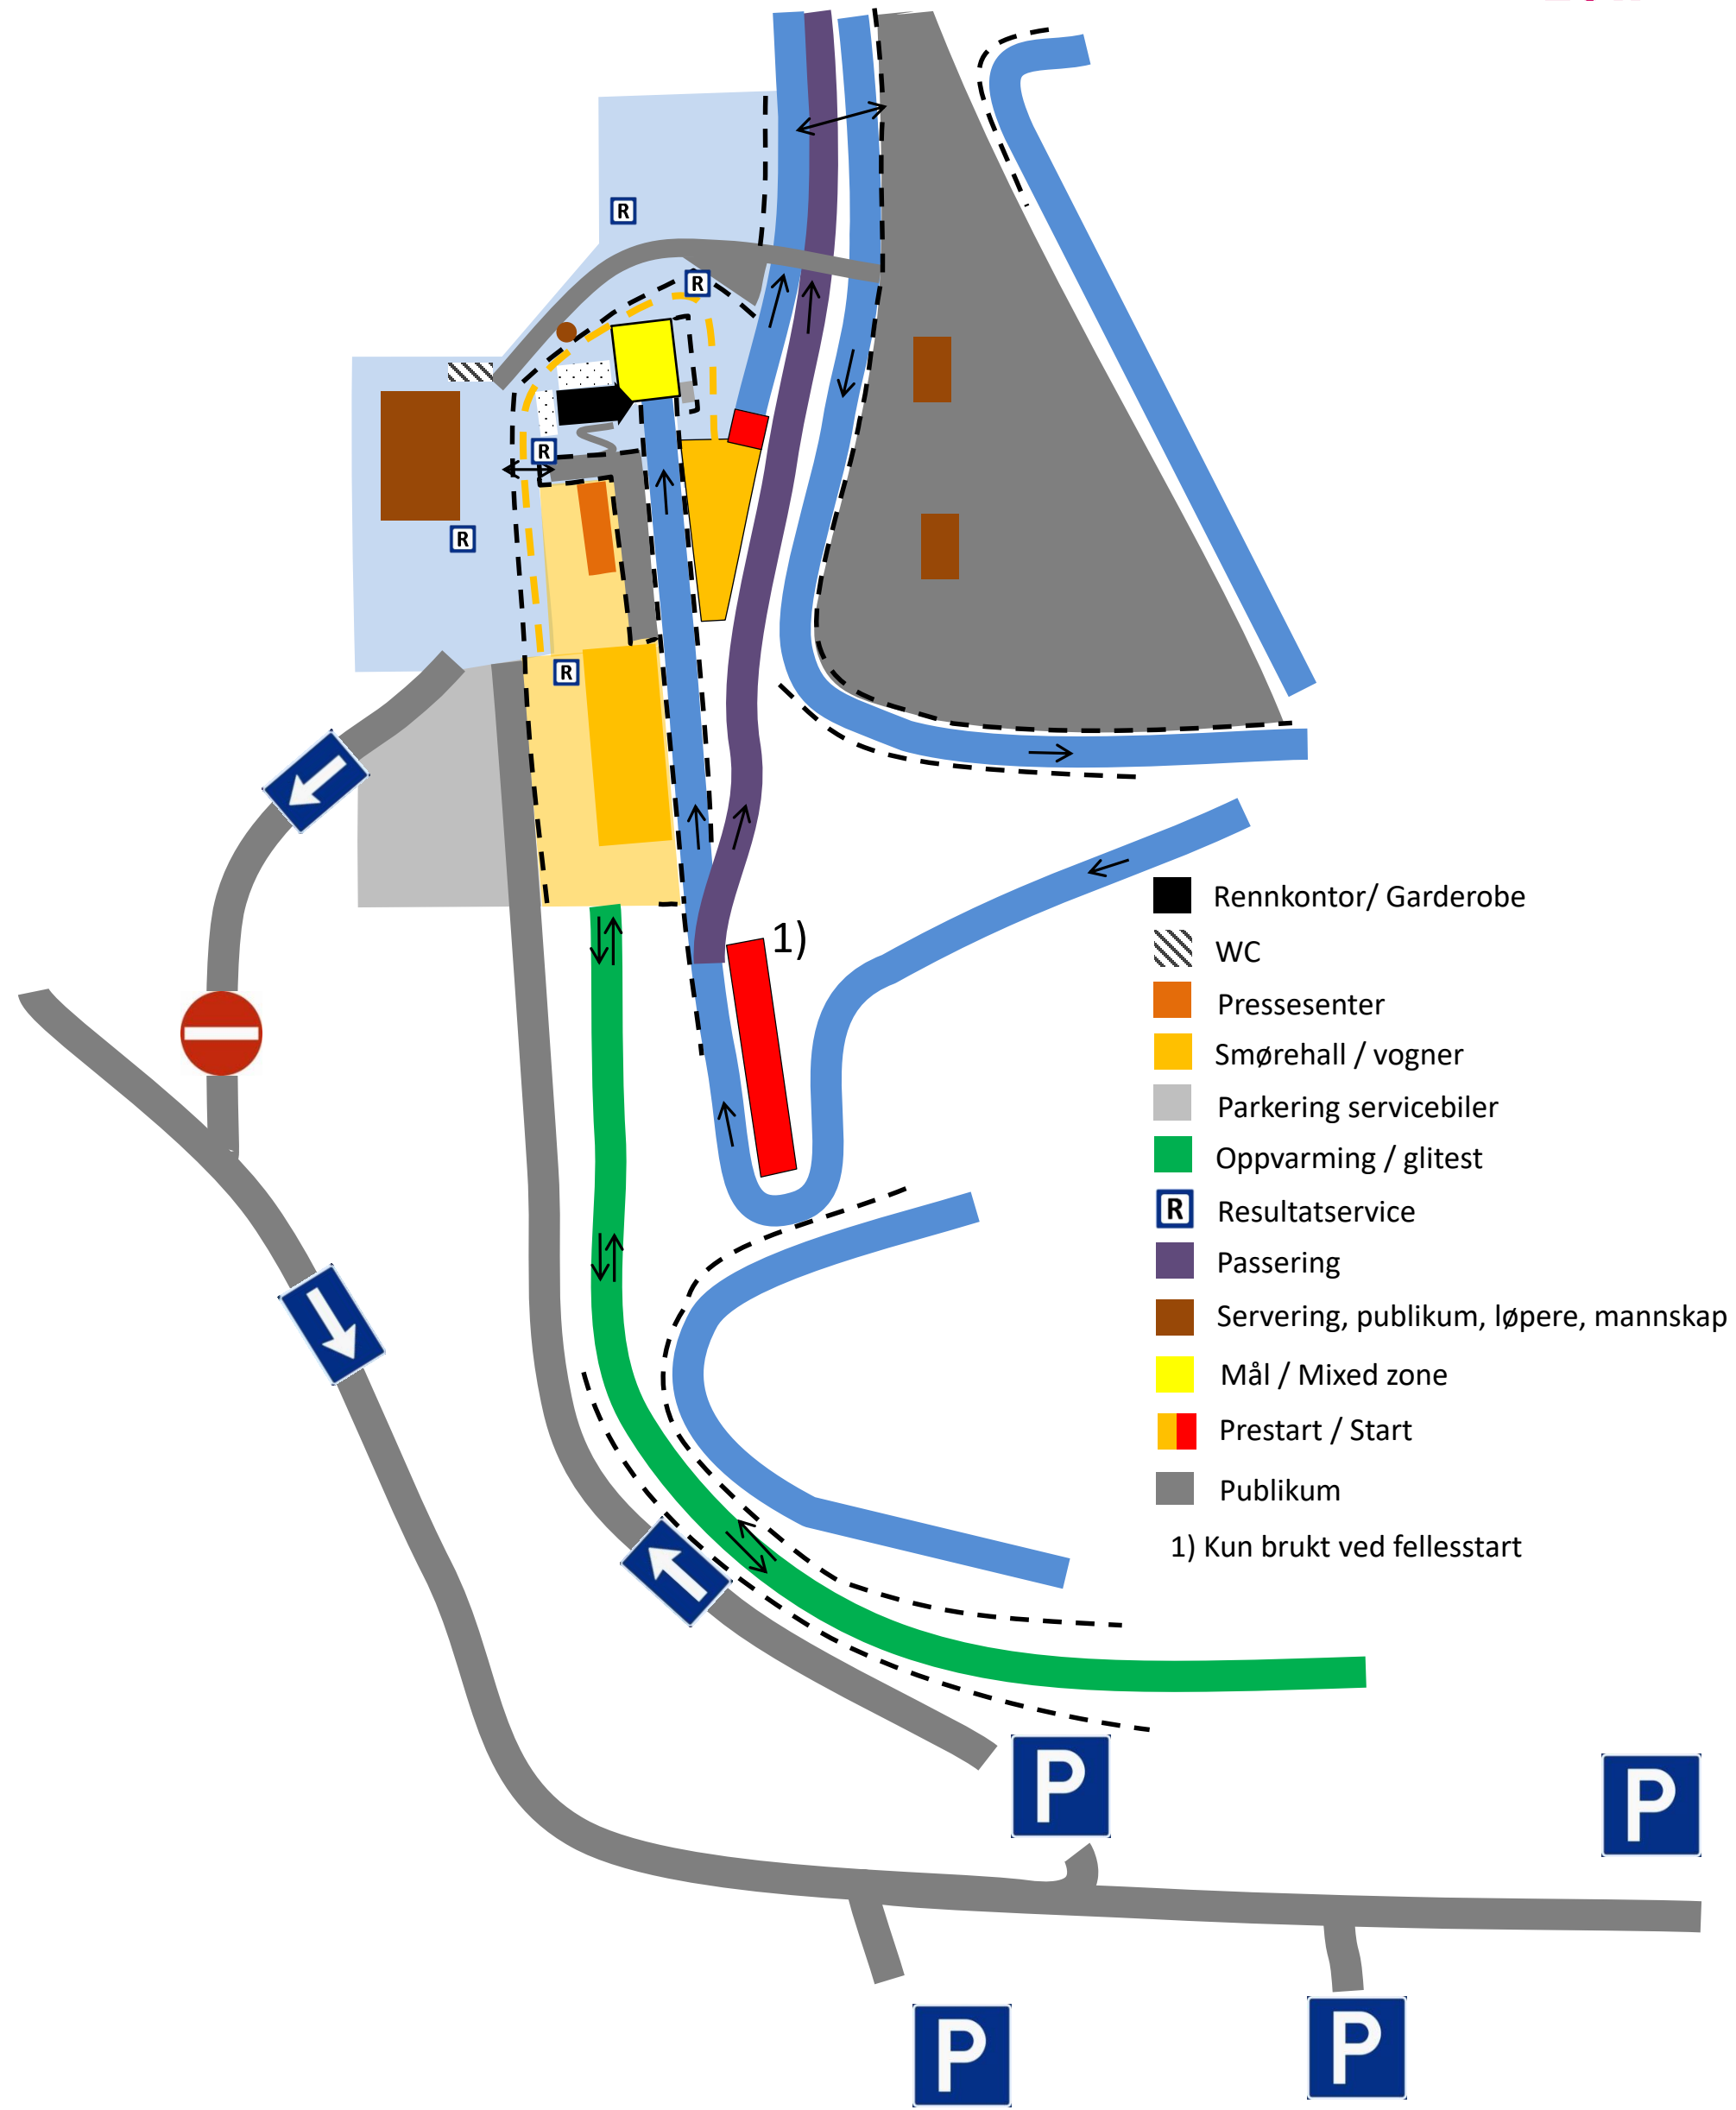 R
R
R
R
R
1)
Rennkontor/ Garderobe
WC
Pressesenter
Smørehall / vogner
Parkering servicebiler
Oppvarming / glitest
R Resultatservice
Passering
Servering, publikum, løpere, mannskap
Mål / Mixed zone
Prestart / Start
Publikum
1) Kun brukt ved fellesstart
P
P
P
P